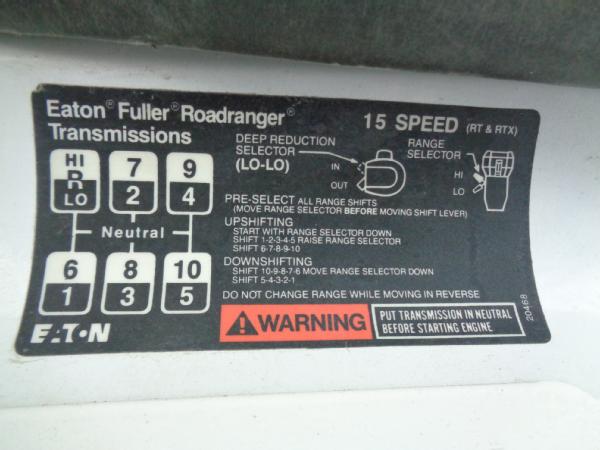 Eaton® Fuller® Roadranger®
Transmissions
15 SPEED (RT & RTX)
DEEP REDUCTION
SELECTOR
(LO-LO)
IN
OUT
RANGE
SELECTOR
HI
LO
HI
R
LO
7
2
9
4
Neutral
6
1
8
3
10
5
PRE-SELECT ALL RANGE SHIFTS
(MOVE RANGE SELECTOR BEFORE MOVING SHIFT LEVER)
UPSHIFTING
START WITH RANGE SELECTOR DOWN
SHIFT 1-2-3-4-5 RAISE RANGE SELECTOR
SHIFT 6-7-8-9-10
DOWNSHIFTING
SHIFT 10-9-8-7-6 MOVE RANGE SELECTOR DOWN
SHIFT 5-4-3-2-1
DO NOT CHANGE RANGE WHILE MOVING IN REVERSE
EATON
WARNING
PUT TRANSMISSION IN NEUTRAL
BEFORE STARTING ENGINE
20468